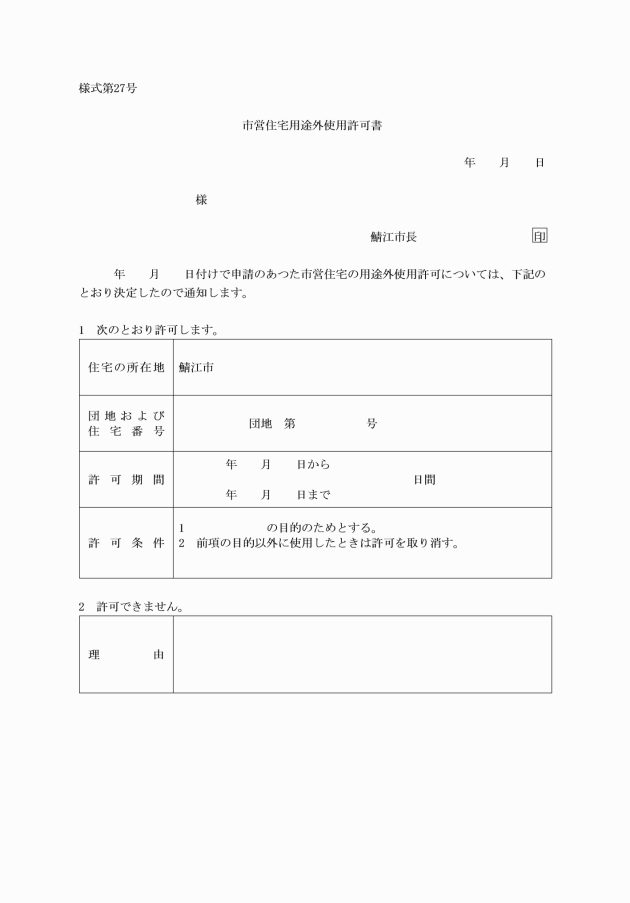 様式第27号
市営住宅用途外使用許可書
年　　月　　日
様
鯖江市長　　　　　　　　　　印
年　　月　　日付けで申請のあつた市営住宅の用途外使用許可については、下記の
とおり決定したので通知します。
1　次のとおり許可します。
住宅の所在地　鯖江市
団地および
住宅番号
団地　第　　　　　　号
許可期間
年　　月　　日から
日間
年　　月　　日まで
許可条件
1　　　　　　　の目的のためとする。
2　前項の目的以外に使用したときは許可を取り消す。
2　許可できません。
理　　　　由